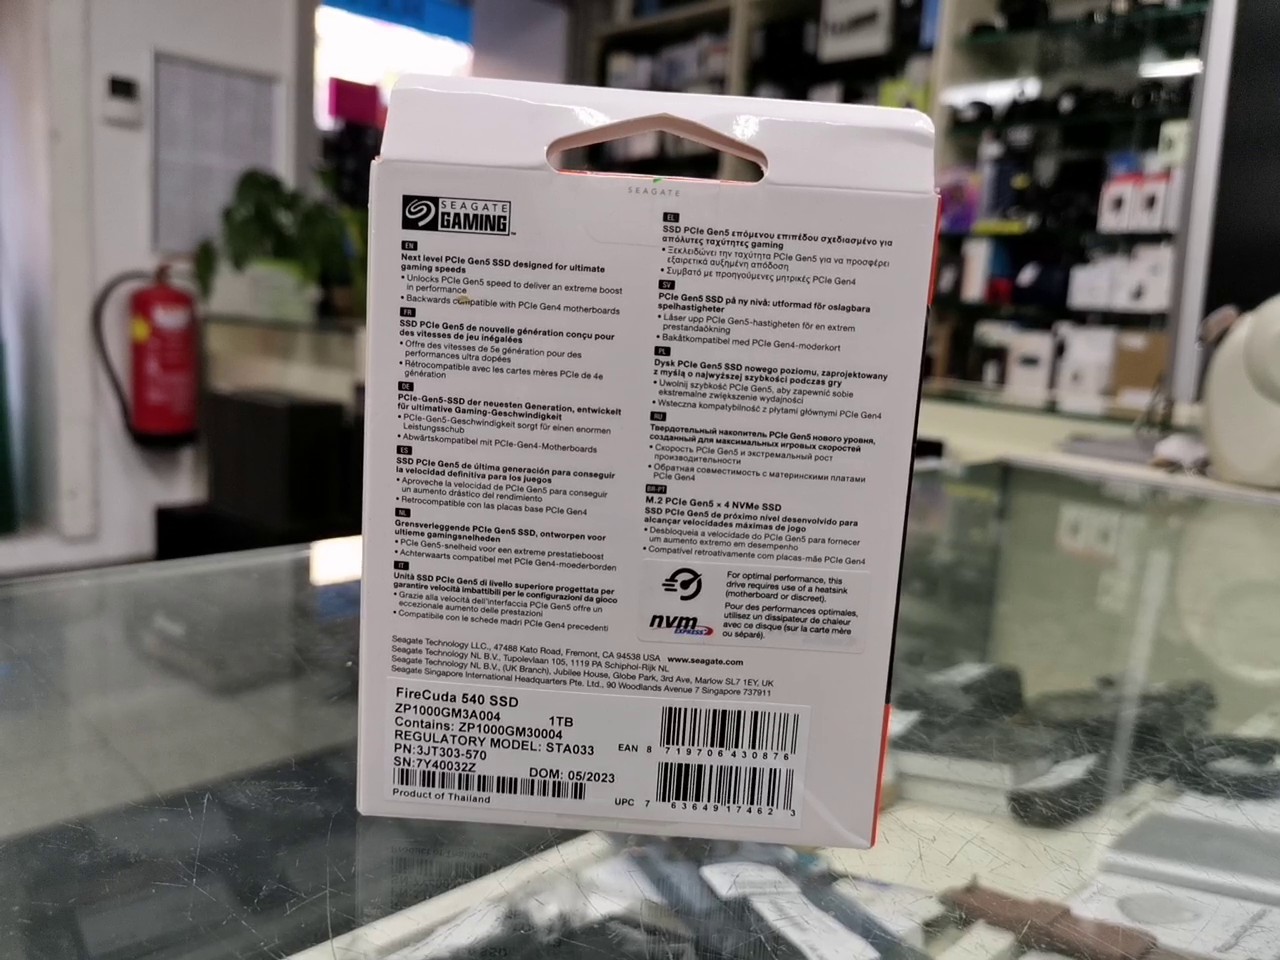 SEAGATE
SEAGATE
GAMING
EN
Next level PCIe Gen5 SSD designed for ultimate
gaming speeds
• Unlocks PCIe Gen5 speed to deliver an extreme boost
in performance
• Backwards compatible with PCIe Gen4 motherboards
FR
SSD PCIe Gen5 de nouvelle génération conçu pour
des vitesses de jeu inégalées
• Offre des vitesses de 5e génération pour des
performances ultra dopées
• Rétrocompatible avec les cartes mères PCIe de 4e
génération
DE
PCIe-Gen5-SSD der neuesten Generation, entwickelt
für ultimative Gaming-Geschwindigkeit
• PCIe-Gen5-Geschwindigkeit sorgt für einen enormen
Leistungsschub
• Abwärtskompatibel mit PCIe-Gen4-Motherboards
ES
SSD PCIe Gen5 de última generación para conseguir
la velocidad definitiva para los juegos
• Aproveche la velocidad de PCIe Gen5 para conseguir
un aumento drástico del rendimiento
• Retrocompatible con las placas base PCIe Gen4
NL
Grensverleggende PCIe Gen5 SSD, ontworpen voor
ultieme gamingsnelheden
• PCIe Gen5-snelheid voor een extreme prestatieboost
• Achterwaarts compatibel met PCIe Gen4-moederborden
IT
Unità SSD PCIe Gen5 di livello superiore progettata per
garantire velocità imbattibili per le configurazioni da gioco
• Grazie alla velocità dell'interfaccia PCIe Gen5 offre un
eccezionale aumento delle prestazioni
• Compatibile con le schede madri PCIe Gen4 precedenti
EL
SSD PCIe Gen5 επόμενου επιπέδου σχεδιασμένο για
απόλυτες ταχύτητες gaming
• Ξεκλειδώνει την ταχύτητα PCIe Gen5 για να προσφέρει
εξαιρετικά αυξημένη απόδοση
• Συμβατό με προηγούμενες μητρικές PCIe Gen4
SV
PCIe Gen5 SSD på ny nivå: utformad för oslagbara
spelhastigheter
• Låser upp PCIe Gen5-hastigheten för en extrem
prestandaökning
• Bakåtkompatibel med PCIe Gen4-moderkort
PL
Dysk PCIe Gen5 SSD nowego poziomu, zaprojektowany
z myślą o najwyższej szybkości podczas gry
• Uwolnij szybkość PCIe Gen5, aby zapewnić sobie
ekstremalne zwiększenie wydajności
• Wsteczna kompatybilność z płytami głównymi PCIe Gen4
RU
Твердотельный накопитель PCIe Gen5 нового уровня,
созданный для максимальных игровых скоростей
• Скорость PCIe Gen5 и экстремальный рост
производительности
• Обратная совместимость с материнскими платами
PCIe Gen4
BR-PT
M.2 PCIe Gen5 × 4 NVMe SSD
SSD PCIe Gen5 de próximo nível desenvolvido para
alcançar velocidades máximas de jogo
• Desbloqueia a velocidade do PCIe Gen5 para fornecer
um aumento extremo em desempenho
• Compatível retroativamente com placas-mãe PCIe Gen4
nvm
EXPRESS
For optimal performance, this
drive requires use of a heatsink
(motherboard or discreet).
Pour des performances optimales,
utilisez un dissipateur de chaleur
avec ce disque (sur la carte mère
ou séparé).
Seagate Technology LLC., 47488 Kato Road, Fremont, CA 94538 USA www.seagate.com
Seagate Technology NL B.V., Tupolevlaan 105, 1119 PA Schiphol-Rijk NL
Seagate Technology NL B.V., (UK Branch), Jubilee House, Globe Park, 3rd Ave, Marlow SL7 1EY, UK
Seagate Singapore International Headquarters Pte. Ltd., 90 Woodlands Avenue 7 Singapore 737911
FireCuda 540 SSD
ZP1000GM3A004 1TB
Contains: ZP1000GM30004
REGULATORY MODEL: STA033
PN:3JT303-570
SN:7Y40032Z
DOM: 05/2023
Product of Thailand
EAN 8 719706 430876
UPC 7 63649 17462 3